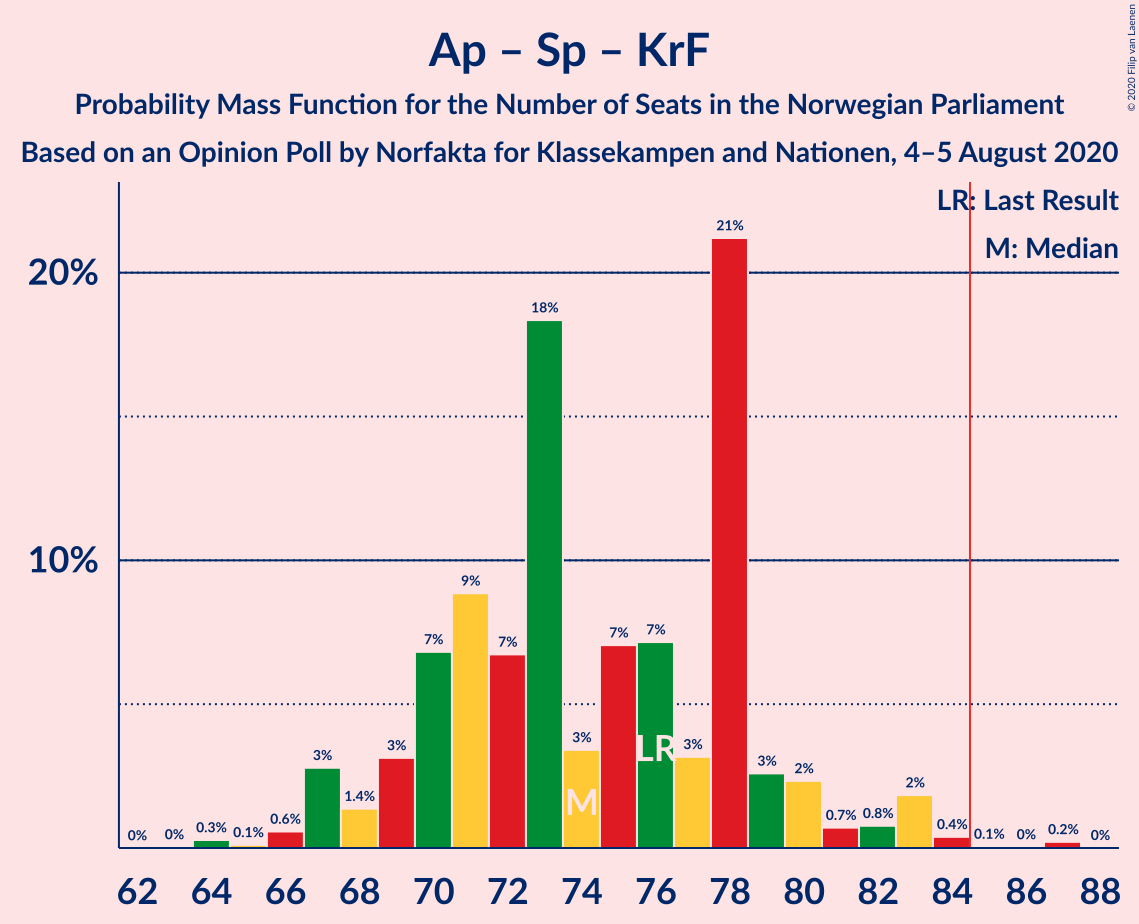 Ap – Sp – KrF
Probability Mass Function for the Number of Seats in the Norwegian Parliament
Based on an Opinion Poll by Norfakta for Klassekampen and Nationen, 4–5 August 2020
© 2020 Filip van Laenen
LR: Last Result
M: Median
20%
10%
0% 0% 0.3% 0.1% 0.6% 3% 1.4% 3% 7% 9% 7% 18% 3% 7% 7% 3% 21% 3% 2% 0.7% 0.8% 2% 0.4% 0.1% 0% 0.2% 0%
LR
M
62 64 66 68 70 72 74 76 78 80 82 84 86 88